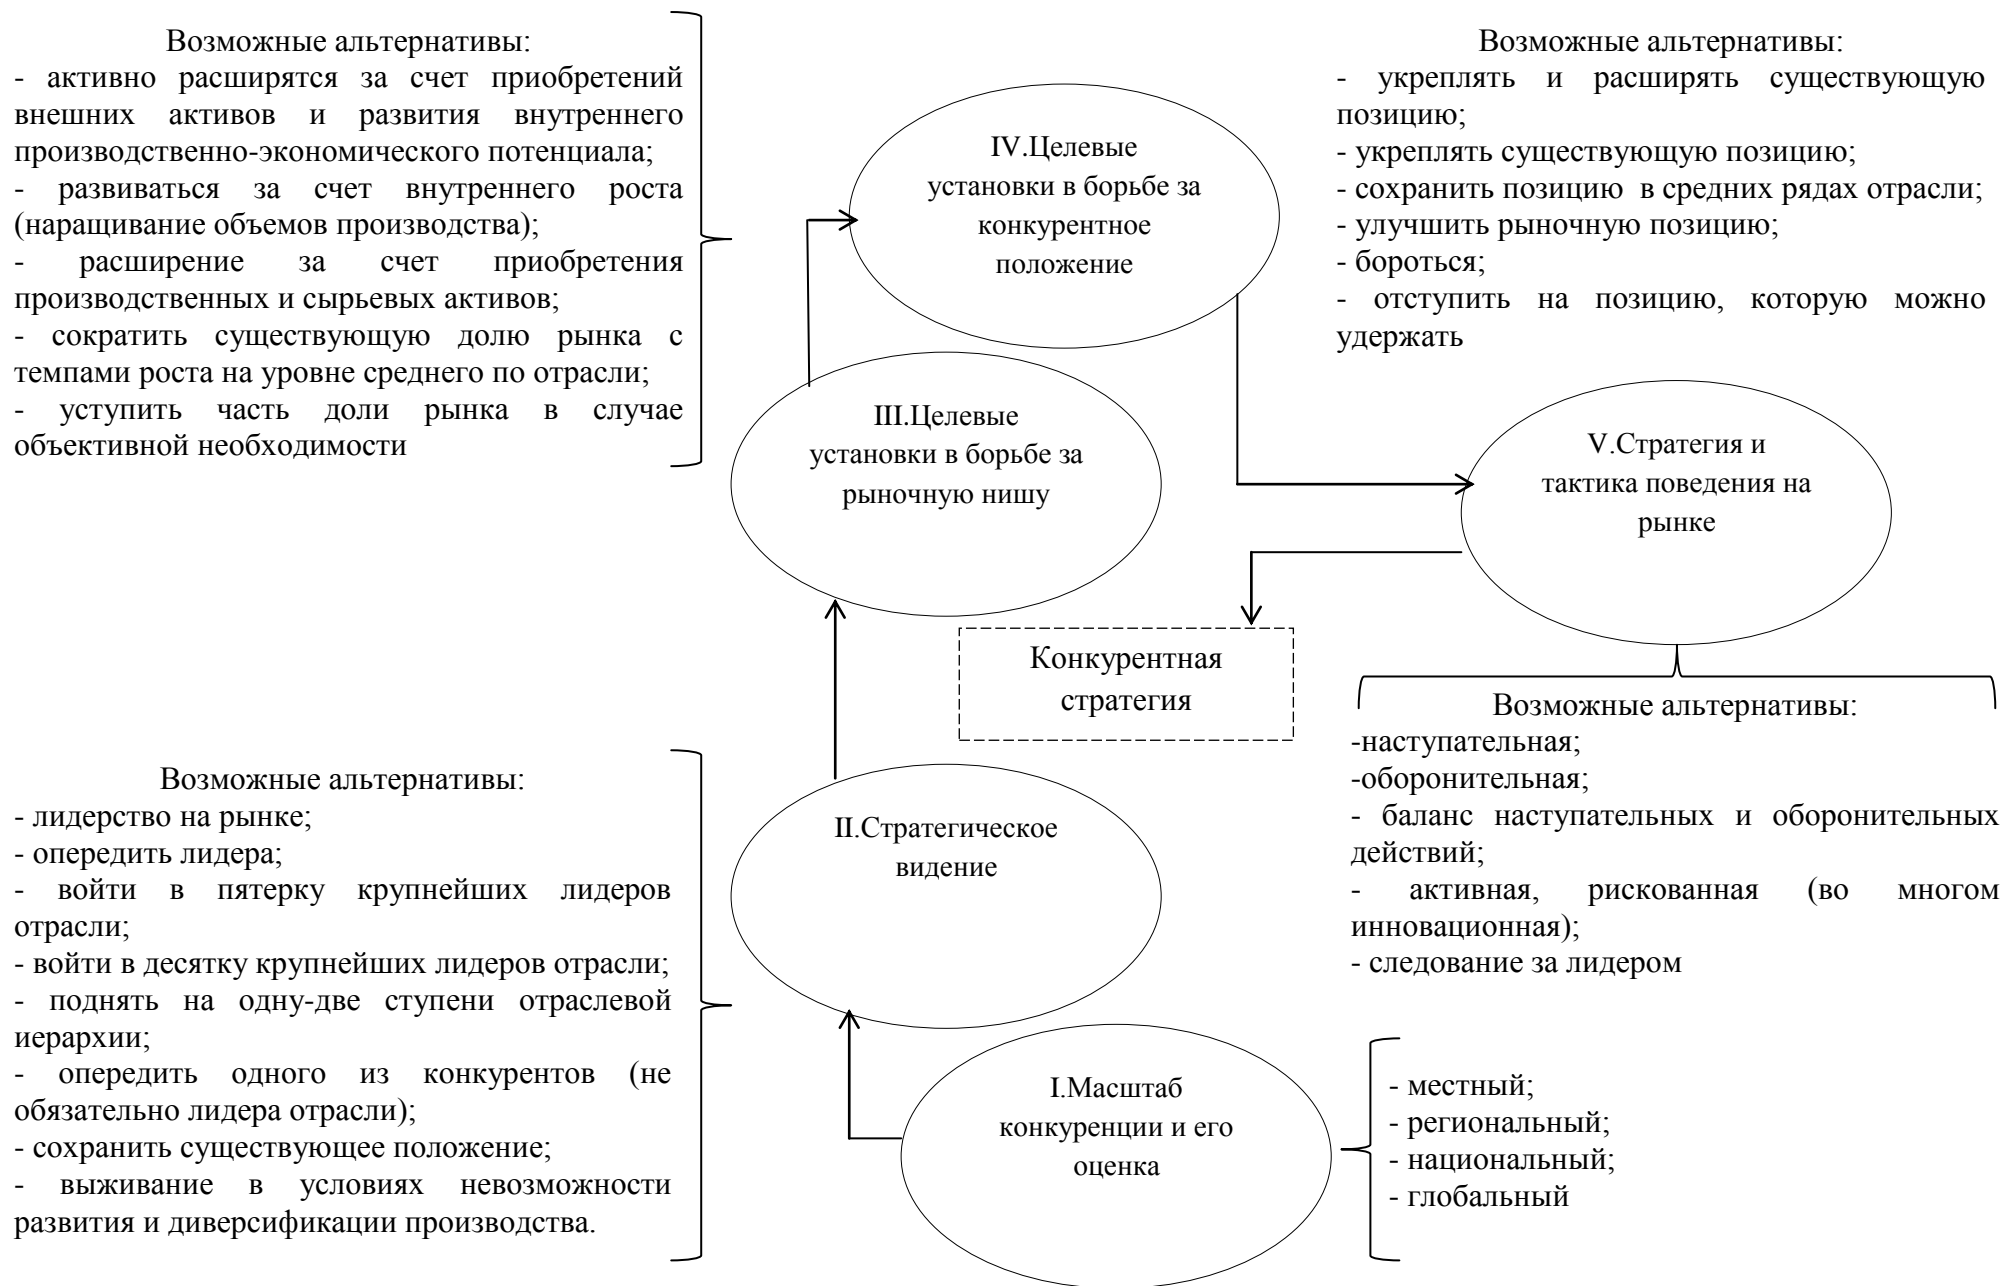 Возможные альтернативы:
- активно расширятся за счет приобретений
внешних активов и развития внутреннего
производственно-экономического потенциала;
- развиваться за счет внутреннего роста
(наращивание объемов производства);
- расширение за счет приобретения
производственных и сырьевых активов;
- сократить существующую долю рынка с
темпами роста на уровне среднего по отрасли;
- уступить часть доли рынка в случае
объективной необходимости
IV.Целевые
установки в борьбе за
конкурентное
положение
Возможные альтернативы:
- укреплять и расширять существующую
позицию;
- укреплять существующую позицию;
- сохранить позицию в средних рядах отрасли;
- улучшить рыночную позицию;
- бороться;
- отступить на позицию, которую можно
удержать
III.Целевые
установки в борьбе за
рыночную нишу
V.Стратегия и
тактика поведения на
рынке
Конкурентная
стратегия
Возможные альтернативы:
-наступательная;
-оборонительная;
- баланс наступательных и оборонительных
действий;
- активная, рискованная (во многом
инновационная);
- следование за лидером
Возможные альтернативы:
- лидерство на рынке;
- опередить лидера;
- войти в пятерку крупнейших лидеров
отрасли;
- войти в десятку крупнейших лидеров отрасли;
- поднять на одну-две ступени отраслевой
иерархии;
- опередить одного из конкурентов (не
обязательно лидера отрасли);
- сохранить существующее положение;
- выживание в условиях невозможности
развития и диверсификации производства.
II.Стратегическое
видение
I.Масштаб
конкуренции и его
оценка
- местный;
- региональный;
- национальный;
- глобальный